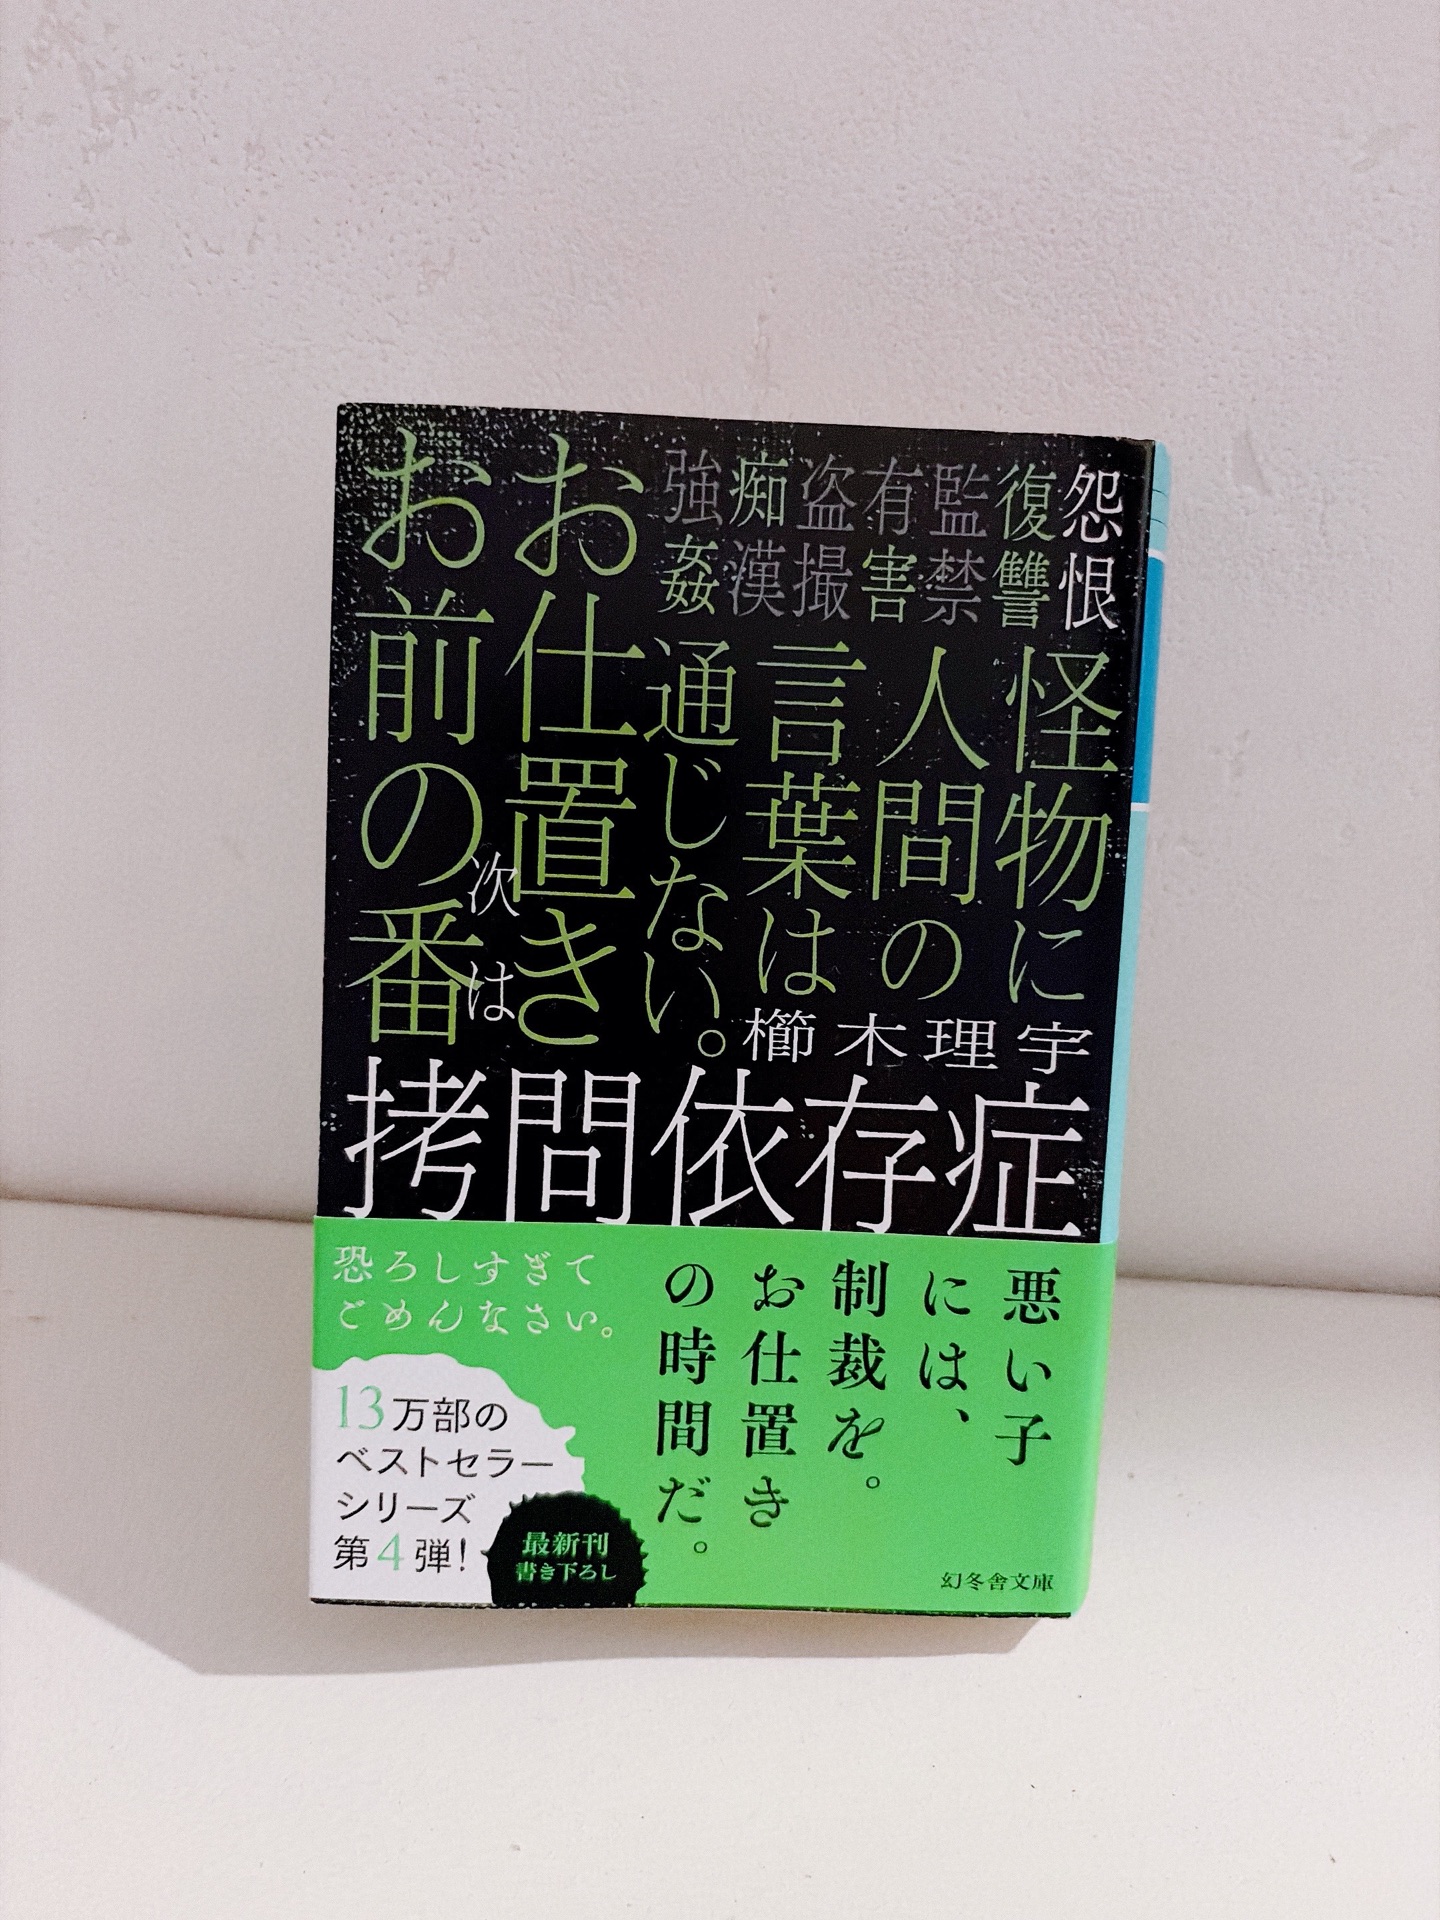 怨恨
復讐
監禁
有害
盗撮
痴漢
強姦
怪物に
人間の
言葉は
通じない。
お仕置き
次は
お前の番
櫛木理宇
拷問依存症
悪い子
には、
制裁を。
お仕置き
の時間だ。
恐ろしすぎて
ごめんなさい。
13万部の
ベストセラー
シリーズ
第4弾!
最新刊
書き下ろし
幻冬舎文庫